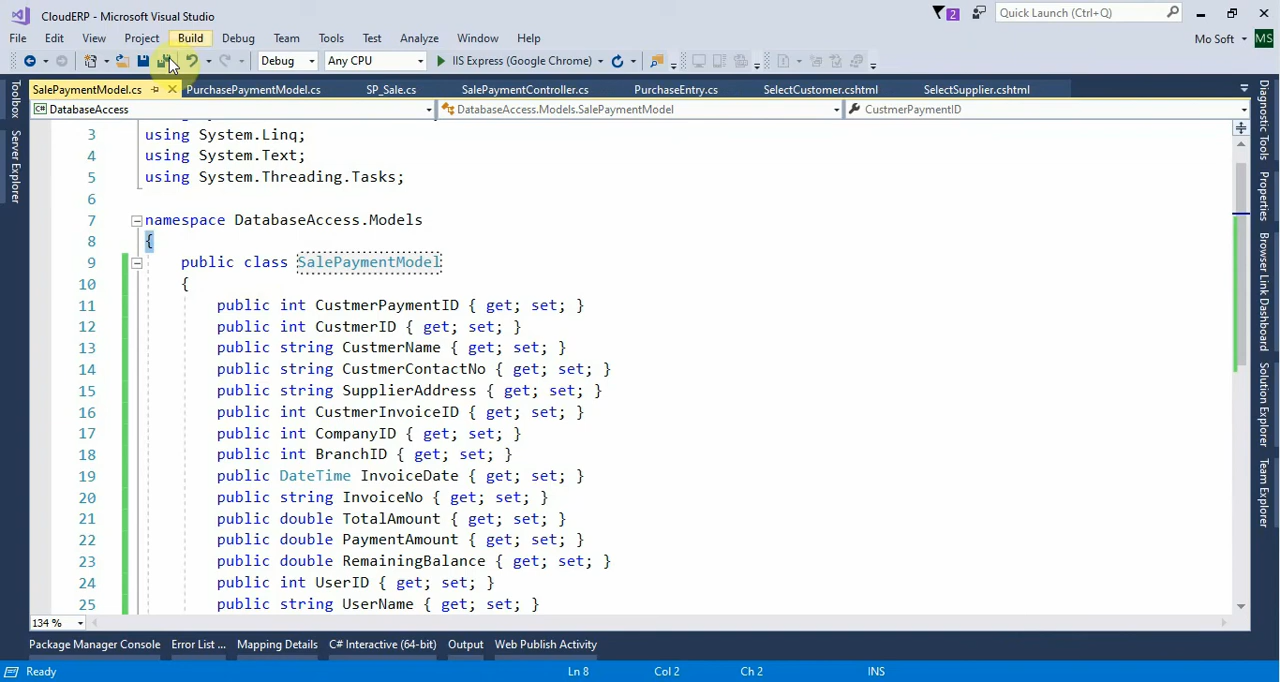 CloudERP - Microsoft Visual Studio
2
Quick Launch (Ctrl+Q)
File Edit View Project Build Debug Team Tools Test Analyze Window Help
Mo Soft MS
Debug Any CPU IIS Express (Google Chrome)
SalePaymentModel.cs PurchasePaymentModel.cs SP_Sale.cs SalePaymentController.cs PurchaseEntry.cs SelectCustomer.cshtml SelectSupplier.cshtml
DatabaseAccess DatabaseAccess.Models.SalePaymentModel CustmerPaymentID
Toolbox
Server Explorer
3 using System.Linq;
4 using System.Text;
5 using System.Threading.Tasks;
6
7 namespace DatabaseAccess.Models
8 {
9 public class SalePaymentModel
10 {
11 public int CustmerPaymentID { get; set; }
12 public int CustmerID { get; set; }
13 public string CustmerName { get; set; }
14 public string CustmerContactNo { get; set; }
15 public string SupplierAddress { get; set; }
16 public int CustmerInvoiceID { get; set; }
17 public int CompanyID { get; set; }
18 public int BranchID { get; set; }
19 public DateTime InvoiceDate { get; set; }
20 public string InvoiceNo { get; set; }
21 public double TotalAmount { get; set; }
22 public double PaymentAmount { get; set; }
23 public double RemainingBalance { get; set; }
24 public int UserID { get; set; }
25 public string UserName { get; set; }
Diagnostic Tools
Properties
Browser Link Dashboard
Solution Explorer
Team Explorer
134 %
Package Manager Console Error List ... Mapping Details C# Interactive (64-bit) Output Web Publish Activity
Ready Ln 8 Col 2 Ch 2 INS